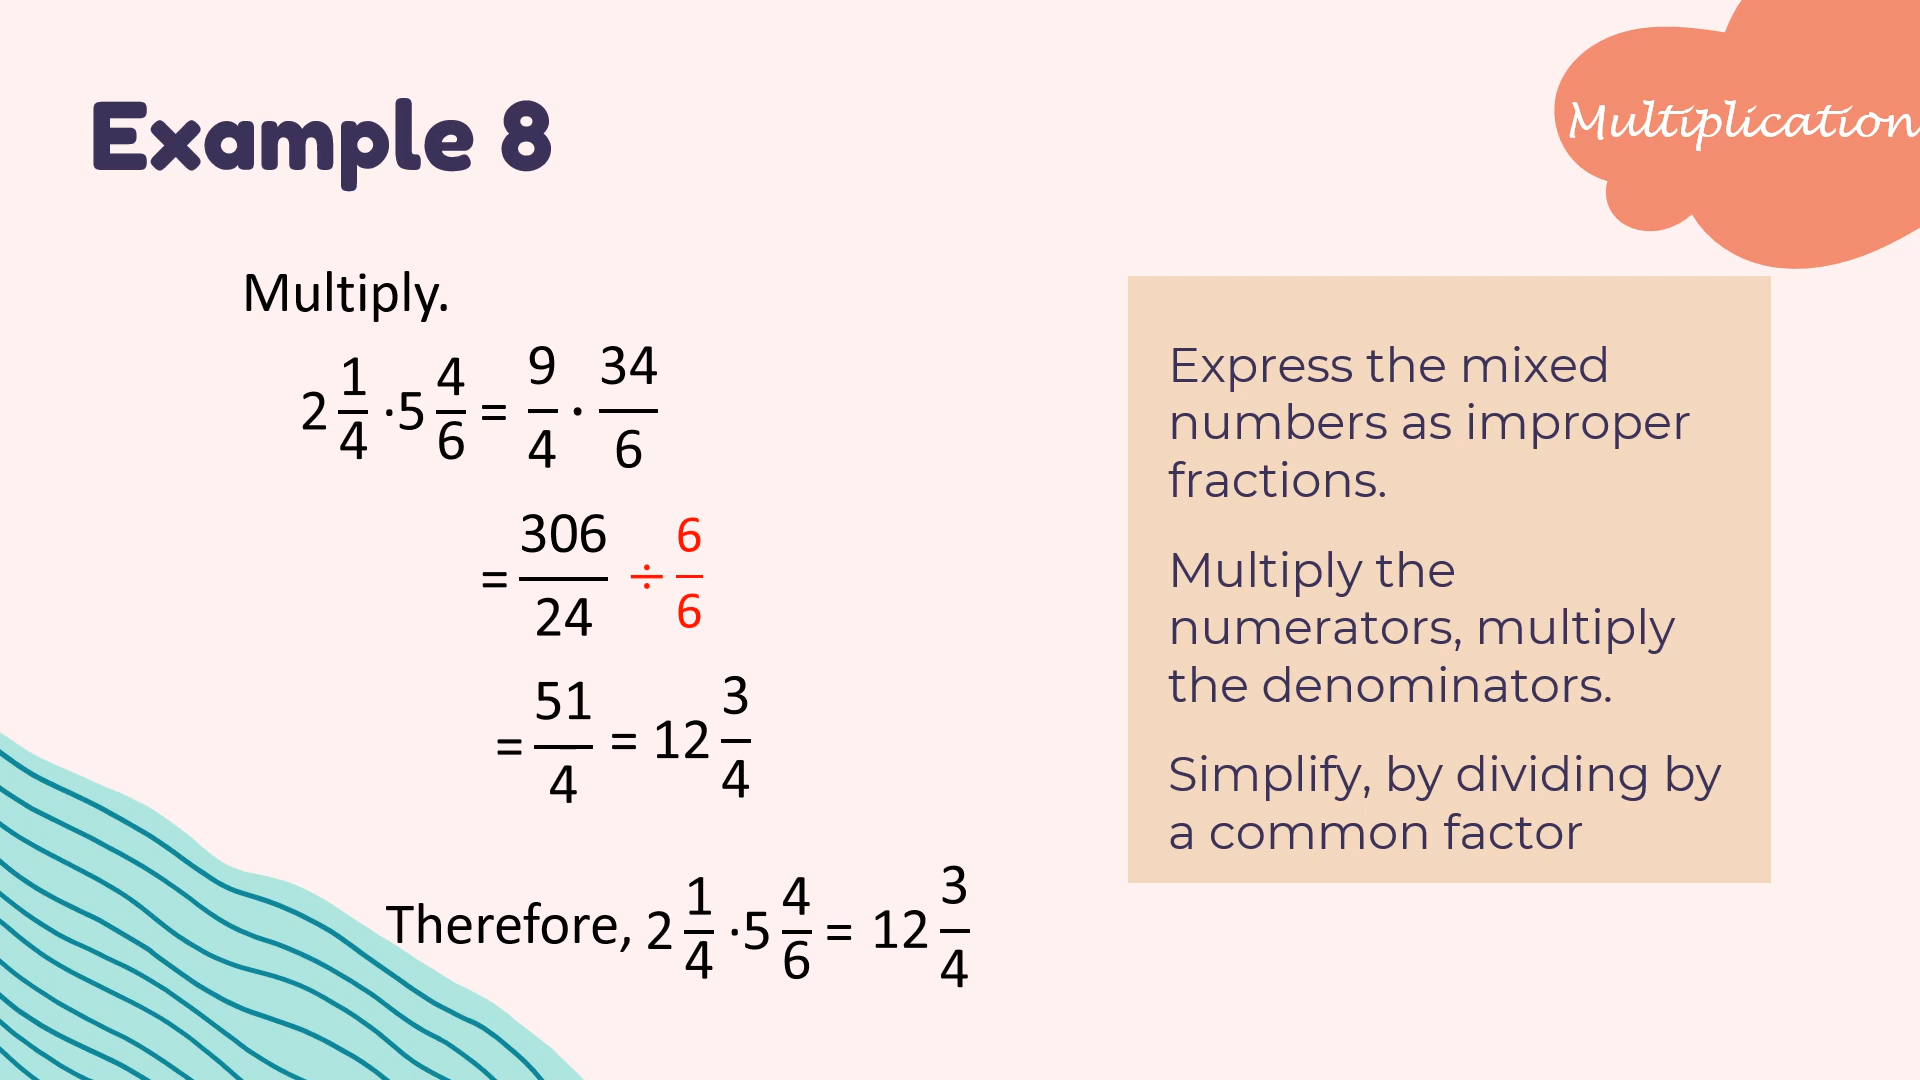 Example 8
Multiplication
Multiply.
2 1/4 ·5 4/6 = 9/4 · 34/6
= 306/24 ÷ 6/6
= 51/4 = 12 3/4
Therefore, 2 1/4 ·5 4/6 = 12 3/4
Express the mixed
numbers as improper
fractions.
Multiply the
numerators, multiply
the denominators.
Simplify, by dividing by
a common factor